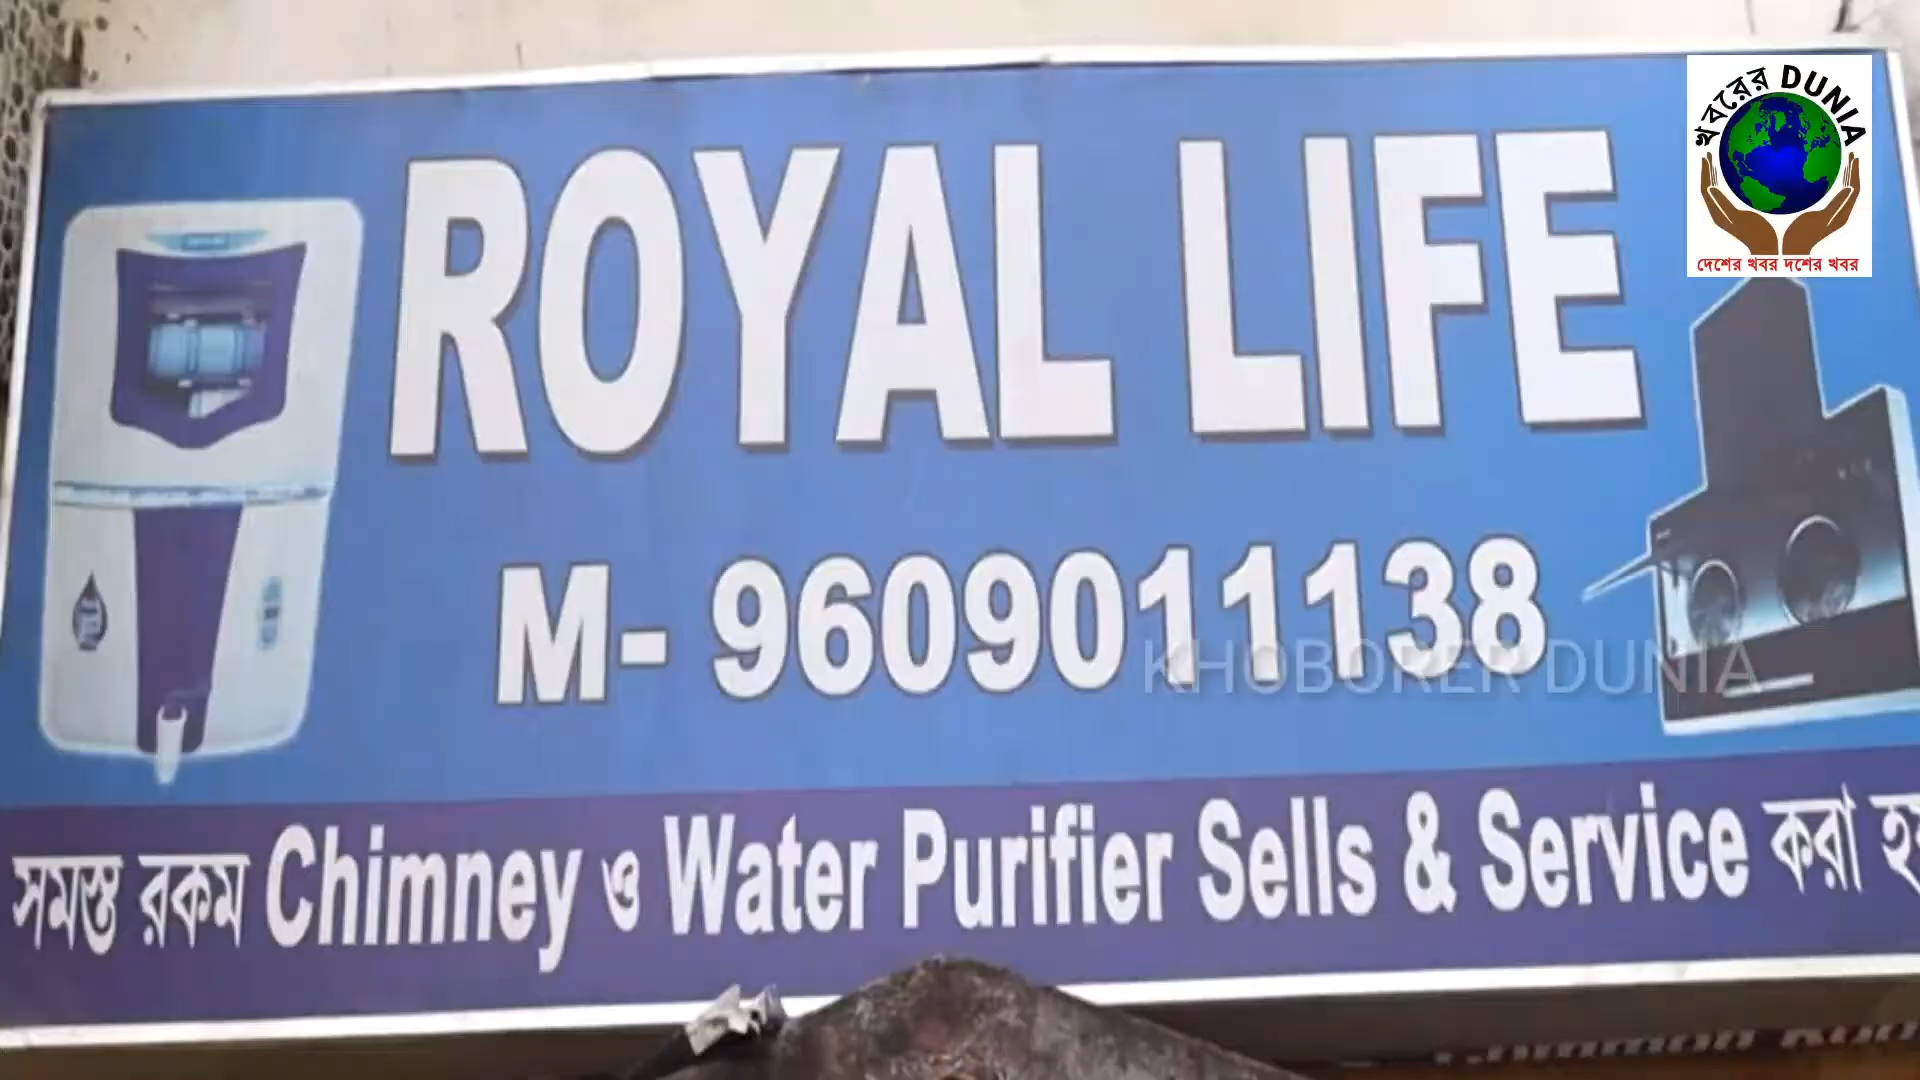 খবরের DUNIA
দেশের খবর দশের খবর
ROYAL LIFE
M- 9609011138
KHOBORER DUNIA
সমস্ত রকম Chimney ও Water Purifier Sells & Service করা